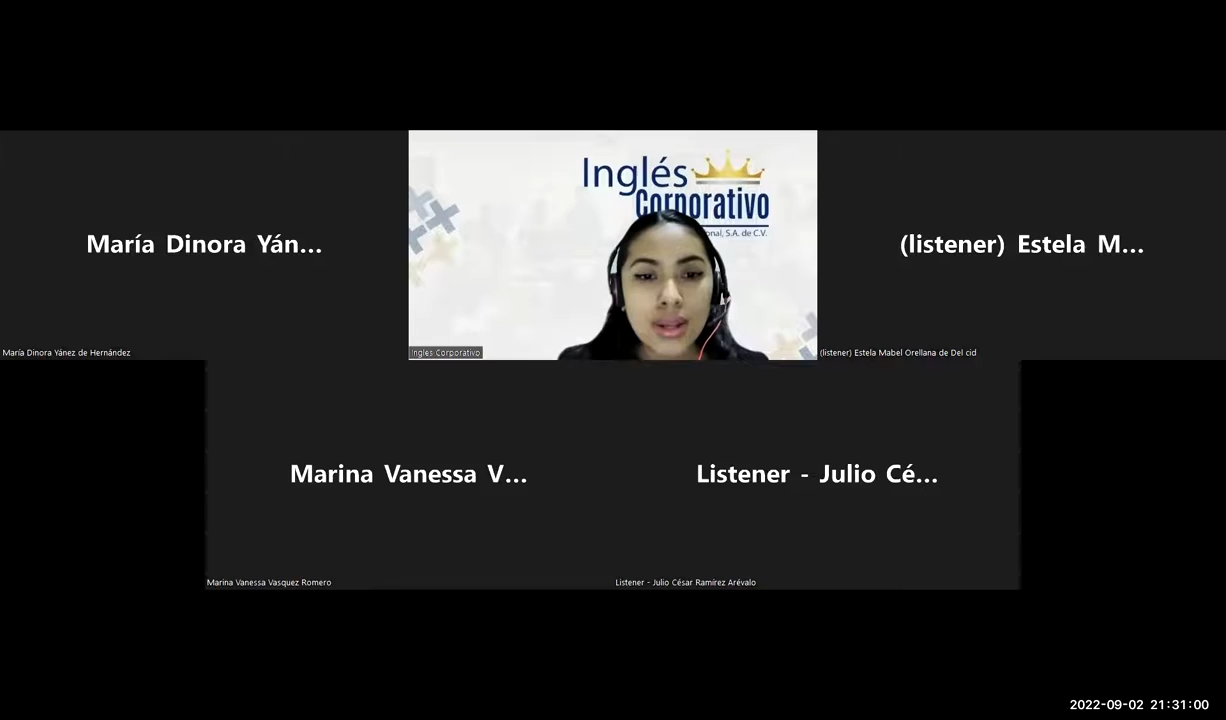 María Dinora Yán...
María Dinora Yánez de Hernández
Inglés
Corporativo
onal, S.A. de C.V.
Inglés Corporativo
(listener) Estela M...
(listener) Estela Mabel Orellana de Del cid
Marina Vanessa V...
Marina Vanessa Vasquez Romero
Listener - Julio Cé...
Listener - Julio César Ramírez Arévalo
2022-09-02 21:31:00